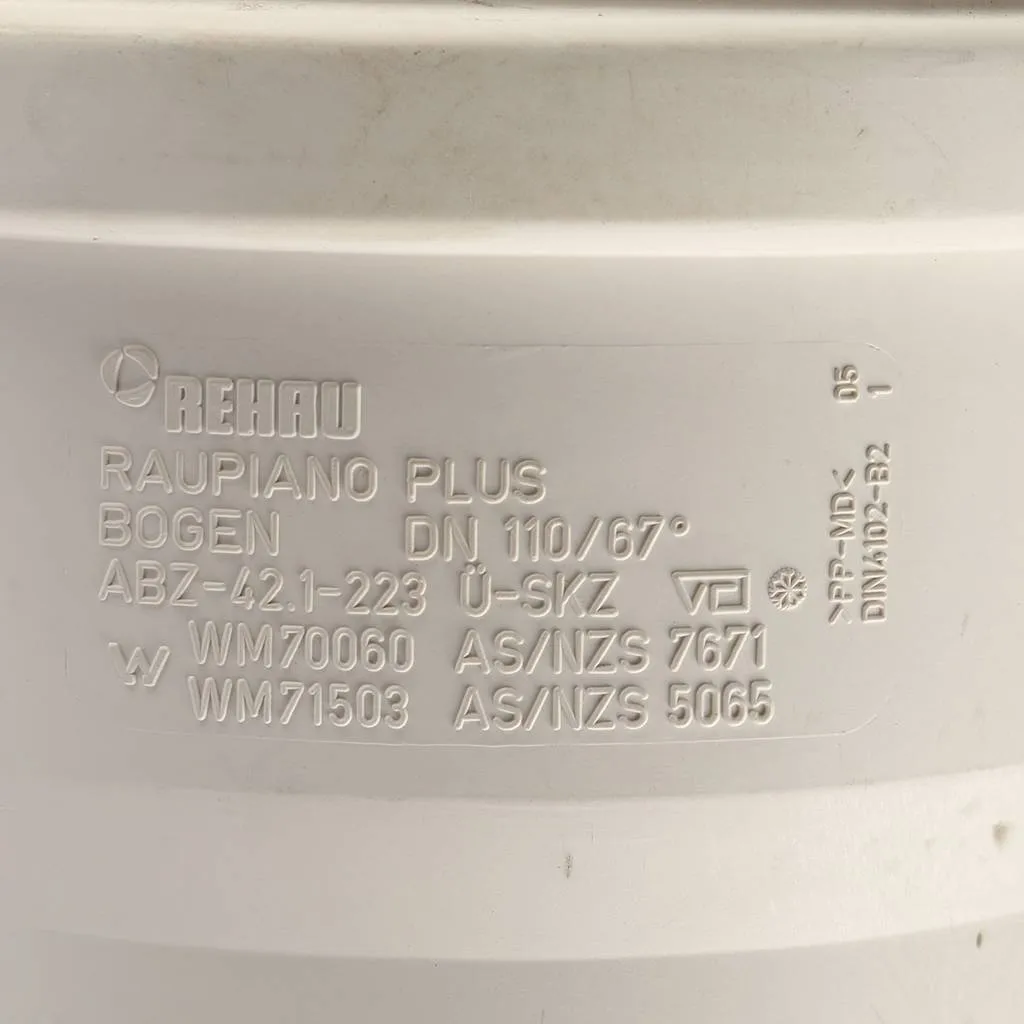 REHAU
RAUPIANO PLUS
BOGEN DN 110/67°
ABZ-42.1-223 Ü-SKZ
WM70060 AS/NZS 7671
WM71503 AS/NZS 5065
05
1
>PP-MD<
DIN4102-B2